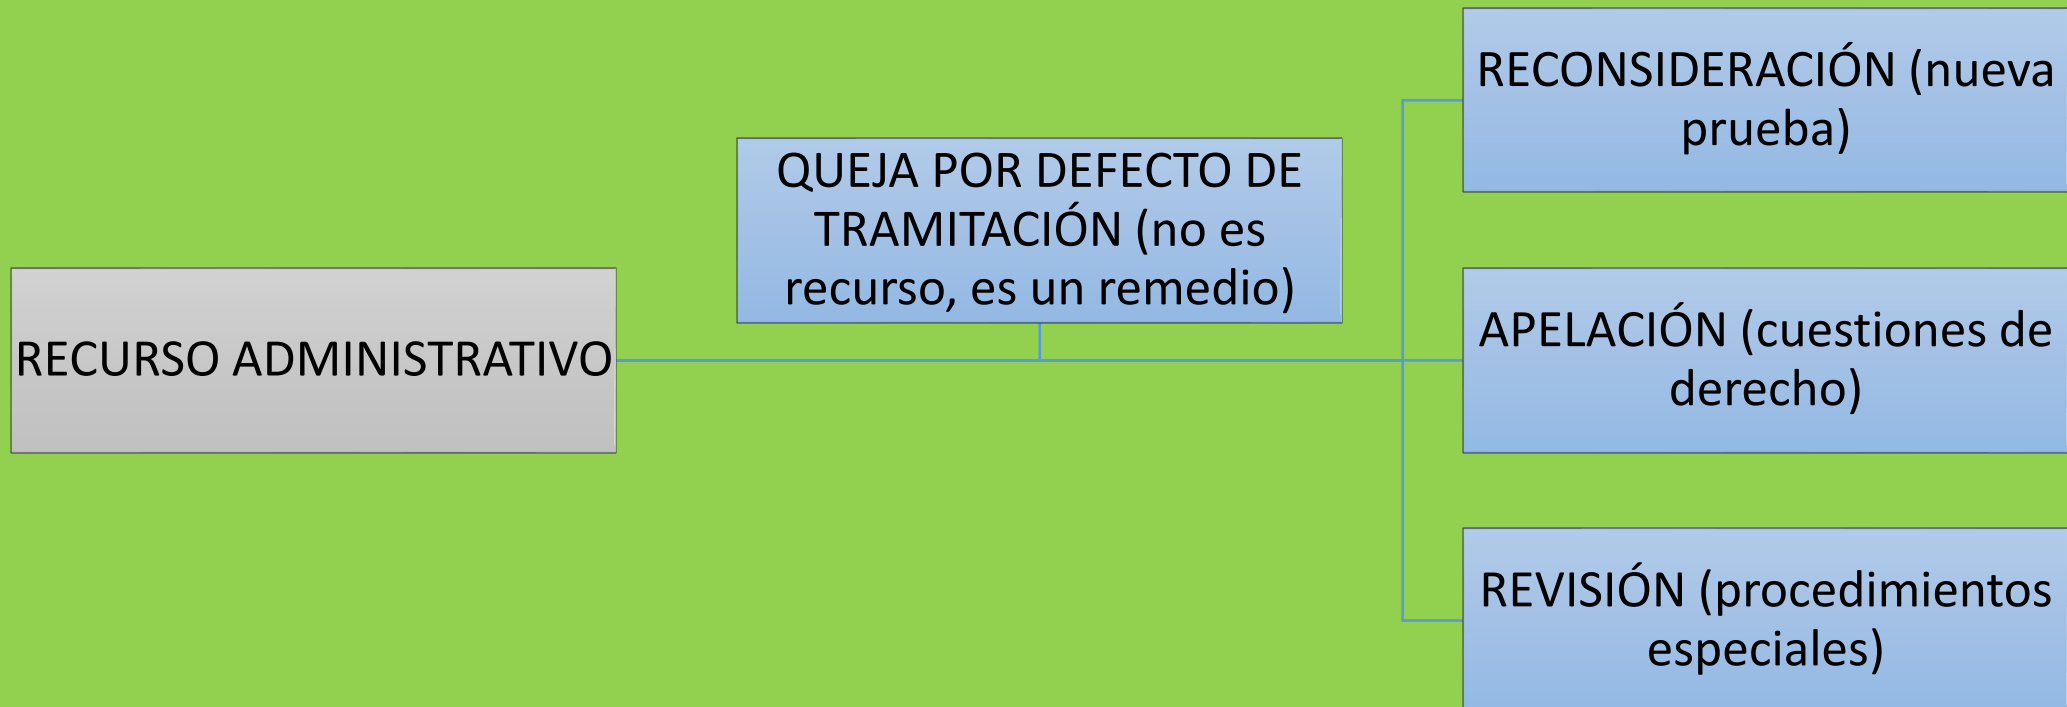 RECURSO ADMINISTRATIVO
QUEJA POR DEFECTO DE
TRAMITACIÓN (no es
recurso, es un remedio)
RECONSIDERACIÓN (nueva
prueba)
APELACIÓN (cuestiones de
derecho)
REVISIÓN (procedimientos
especiales)